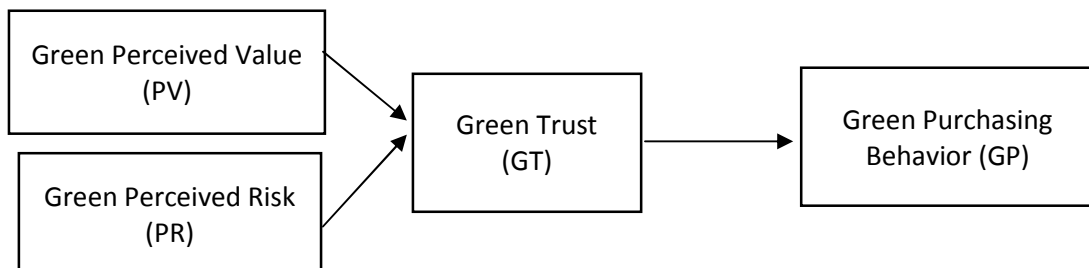 Green Perceived Value
(PV)
Green Perceived Risk
(PR)
Green Trust
(GT)
Green Purchasing
Behavior (GP)